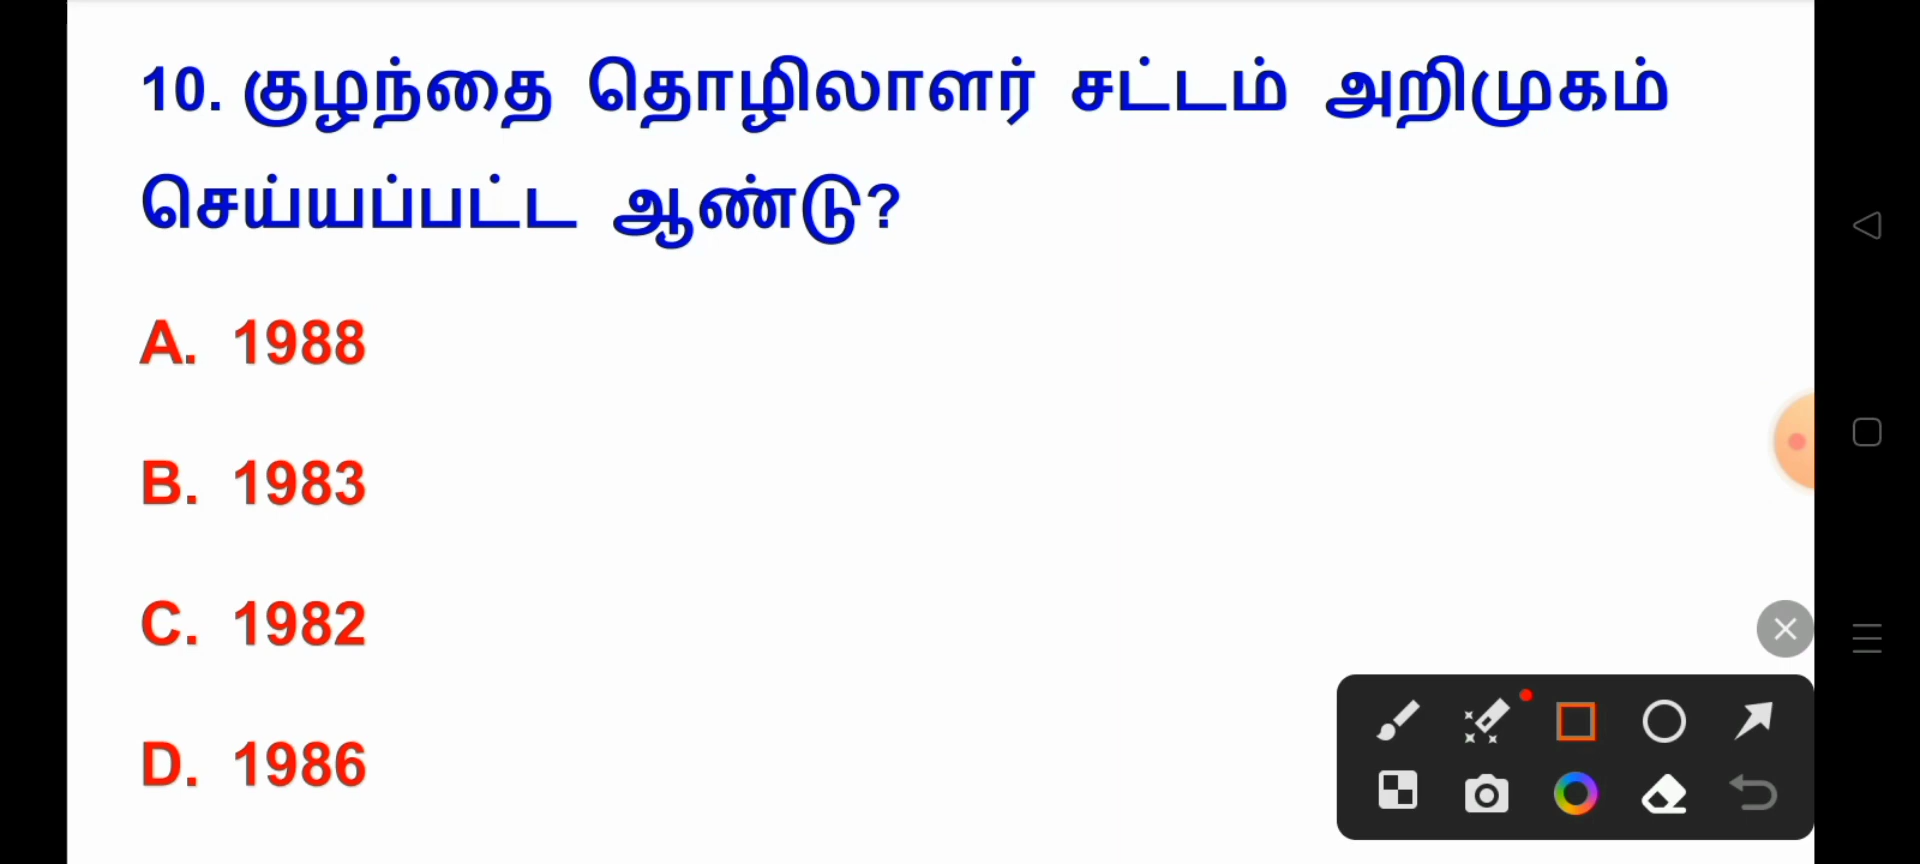 10. குழந்தை தொழிலாளர் சட்டம் அறிமுகம்
செய்யப்பட்ட ஆண்டு?
A. 1988
B. 1983
C. 1982
D. 1986